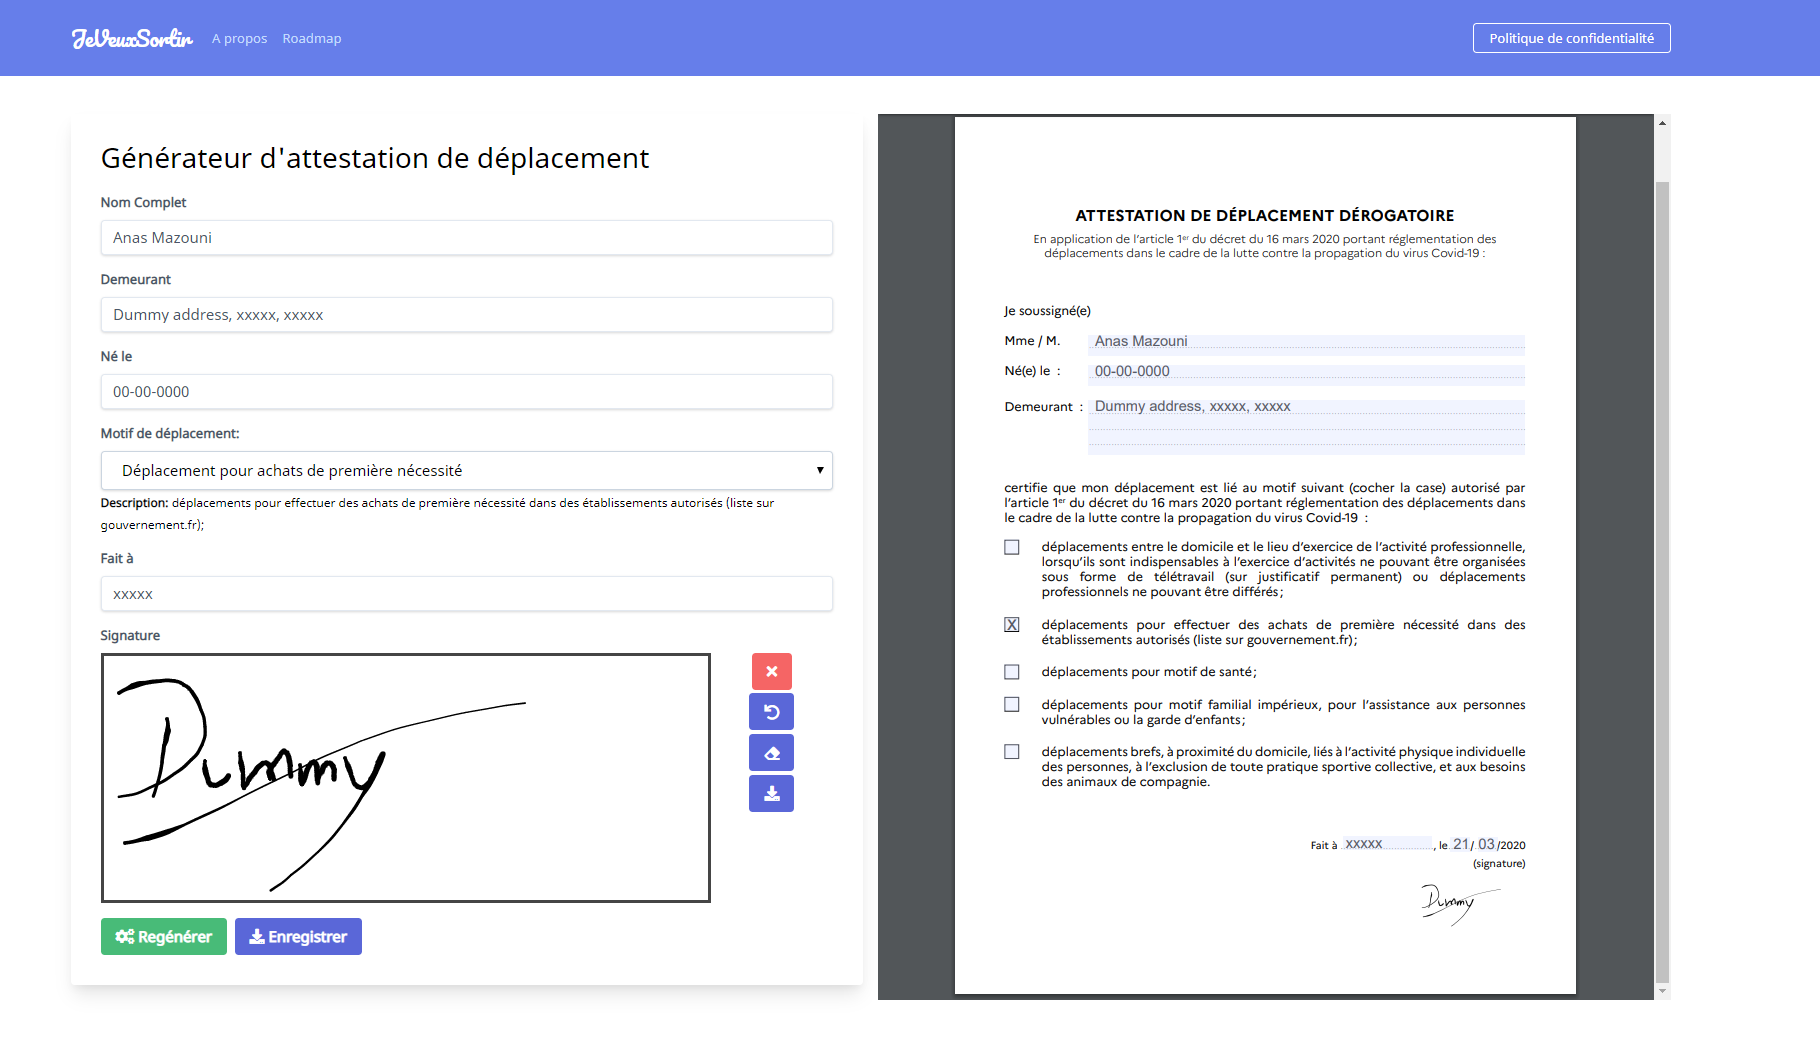 JeVeuxSortir
A propos
Roadmap
Politique de confidentialité
Générateur d'attestation de déplacement
Nom Complet
Anas Mazouni
Demeurant
Dummy address, xxxxx, xxxxx
Né le
00-00-0000
Motif de déplacement:
Déplacement pour achats de première nécessité
Description: déplacements pour effectuer des achats de première nécessité dans des établissements autorisés (liste sur
gouvernement.fr);
Fait à
xxxxx
Signature
Dummy
Regénérer
Enregistrer
ATTESTATION DE DÉPLACEMENT DÉROGATOIRE
En application de l'article 1er du décret du 16 mars 2020 portant réglementation des
déplacements dans le cadre de la lutte contre la propagation du virus Covid-19 :
Je soussigné(e)
Mme / M. Anas Mazouni
Né(e) le : 00-00-0000
Demeurant : Dummy address, xxxxx, xxxxx
certifie que mon déplacement est lié au motif suivant (cocher la case) autorisé par
l'article 1er du décret du 16 mars 2020 portant réglementation des déplacements dans
le cadre de la lutte contre la propagation du virus Covid-19 :
déplacements entre le domicile et le lieu d'exercice de l'activité professionnelle,
lorsqu'ils sont indispensables à l'exercice d'activités ne pouvant être organisées
sous forme de télétravail (sur justificatif permanent) ou déplacements
professionnels ne pouvant être différés;
X déplacements pour effectuer des achats de première nécessité dans des
établissements autorisés (liste sur gouvernement.fr);
déplacements pour motif de santé;
déplacements pour motif familial impérieux, pour l'assistance aux personnes
vulnérables ou la garde d'enfants;
déplacements brefs, à proximité du domicile, liés à l'activité physique individuelle
des personnes, à l'exclusion de toute pratique sportive collective, et aux besoins
des animaux de compagnie.
Fait à xxxxx, le 21/ 03 /2020
(signature)
Dummy